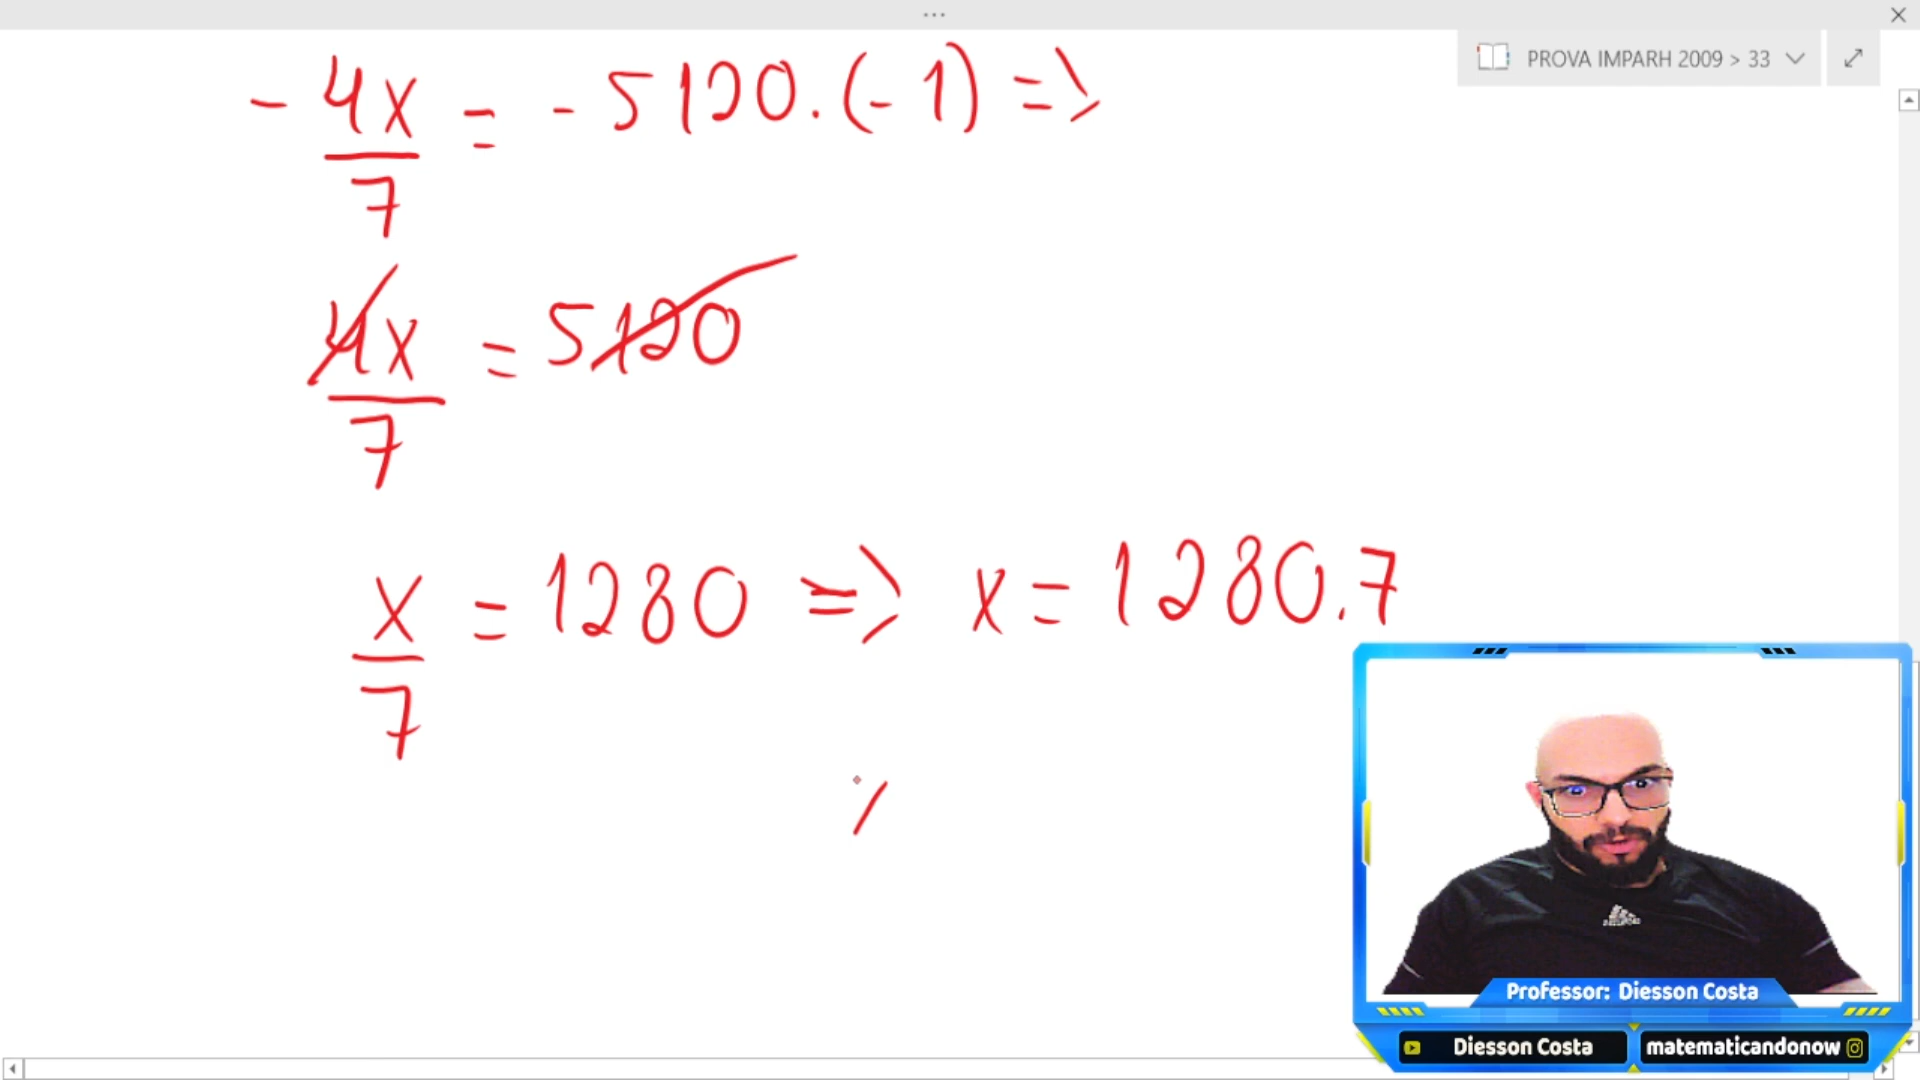 ...
PROVA IMPARH 2009 > 33
- 4x/7 = - 5120.(-1) =>
4x/7 = 5120
x/7 = 1280 => x = 1280.7
Professor: Diesson Costa
Diesson Costa
matematicandonow